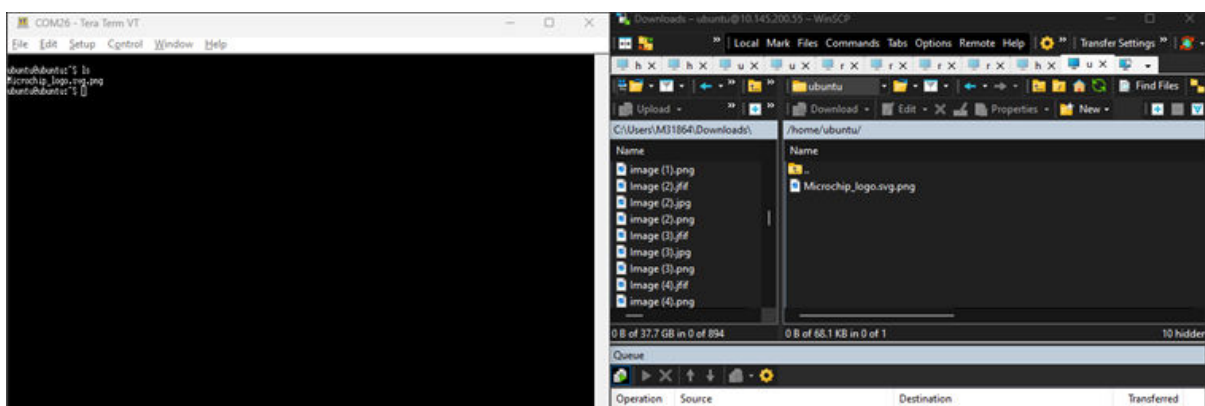 COM26 - Tera Term VT
File Edit Setup Control Window Help
ubuntu@ubuntu:~$ ls
Microchip_logo.svg.png
ubuntu@ubuntu:~$
Downloads – ubuntu@10.145.200.55 – WinSCP
Local Mark Files Commands Tabs Options Remote Help Transfer Settings
h X h X u X u X r X r X r X r X h X u X
ubuntu Find Files
Upload Download Edit Properties New
C:\Users\M31864\Downloads\ /home/ubuntu/
Name Name
image (1).png ..
Image (2).jfif Microchip_logo.svg.png
Image (2).jpg
image (2).png
Image (3).jfif
Image (3).jpg
Image (3).png
Image (4).jfif
image (4).png
0 B of 37.7 GB in 0 of 894 0 B of 68.1 KB in 0 of 1 10 hidden
Queue
Operation Source Destination Transferred